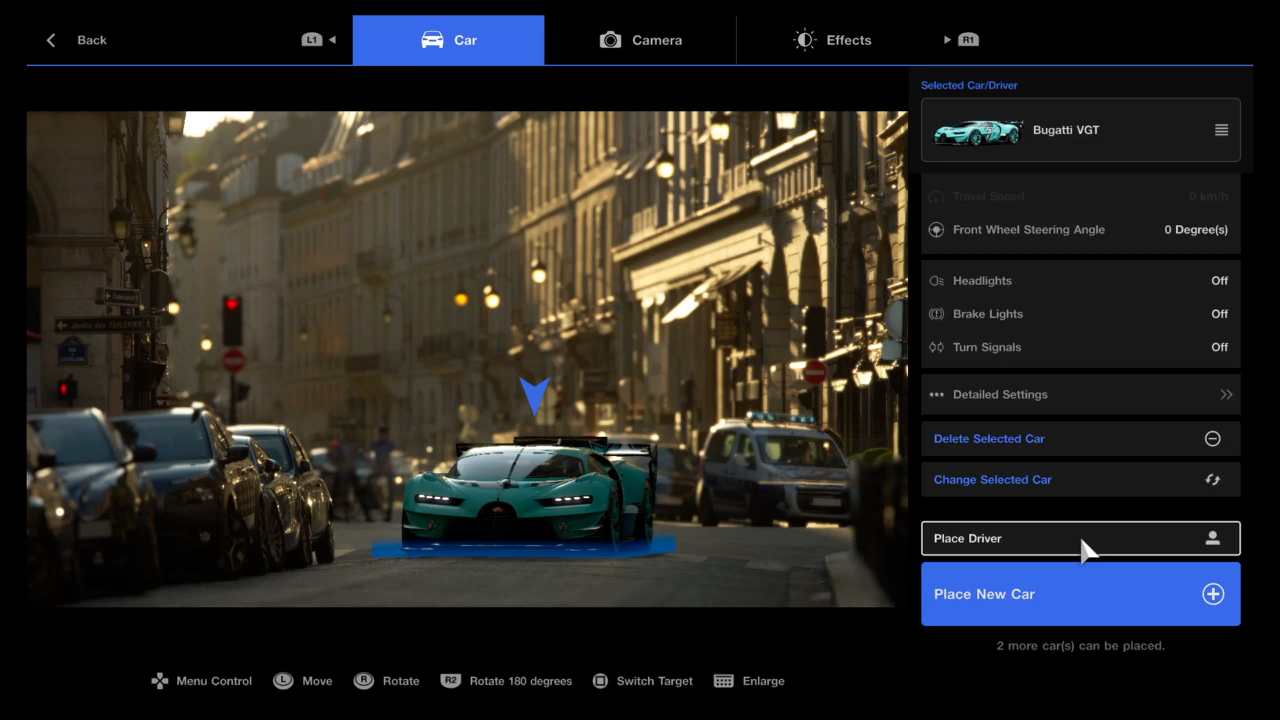 Back
L1
Car
Camera
Effects
R1
Selected Car/Driver
Bugatti VGT
Travel Speed 0 km/h
Front Wheel Steering Angle 0 Degree(s)
Headlights Off
Brake Lights Off
Turn Signals Off
Detailed Settings
Delete Selected Car
Change Selected Car
Place Driver
Place New Car
2 more car(s) can be placed.
Jardin des TUILERIES
Menu Control
L Move
R Rotate
R2 Rotate 180 degrees
Switch Target
Enlarge